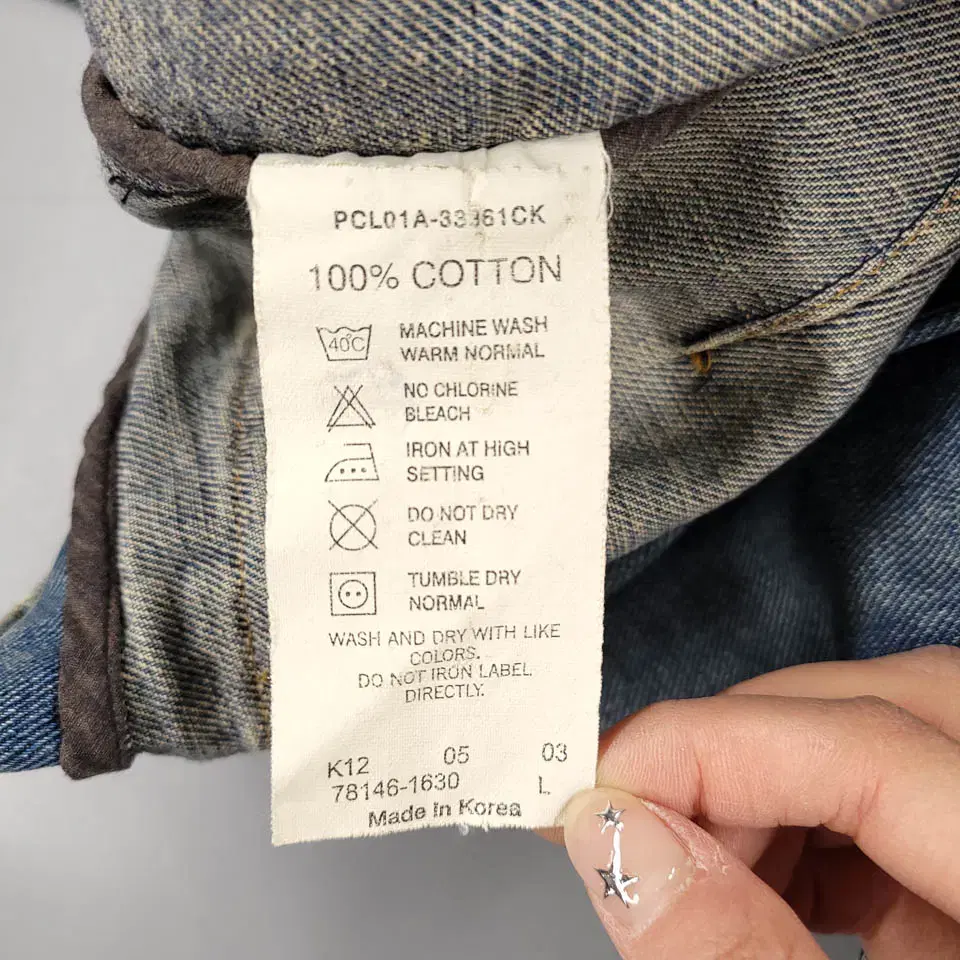 100% COTTON
40°C
MACHINE WASH
WARM NORMAL
NO CHLORINE
BLEACH
IRON AT HIGH
SETTING
DO NOT DRY
CLEAN
TUMBLE DRY
NORMAL
WASH AND DRY WITH LIKE
COLORS.
DO NOT IRON LABEL
DIRECTLY.
K12 05 03
78146-1630 L
Made In Korea